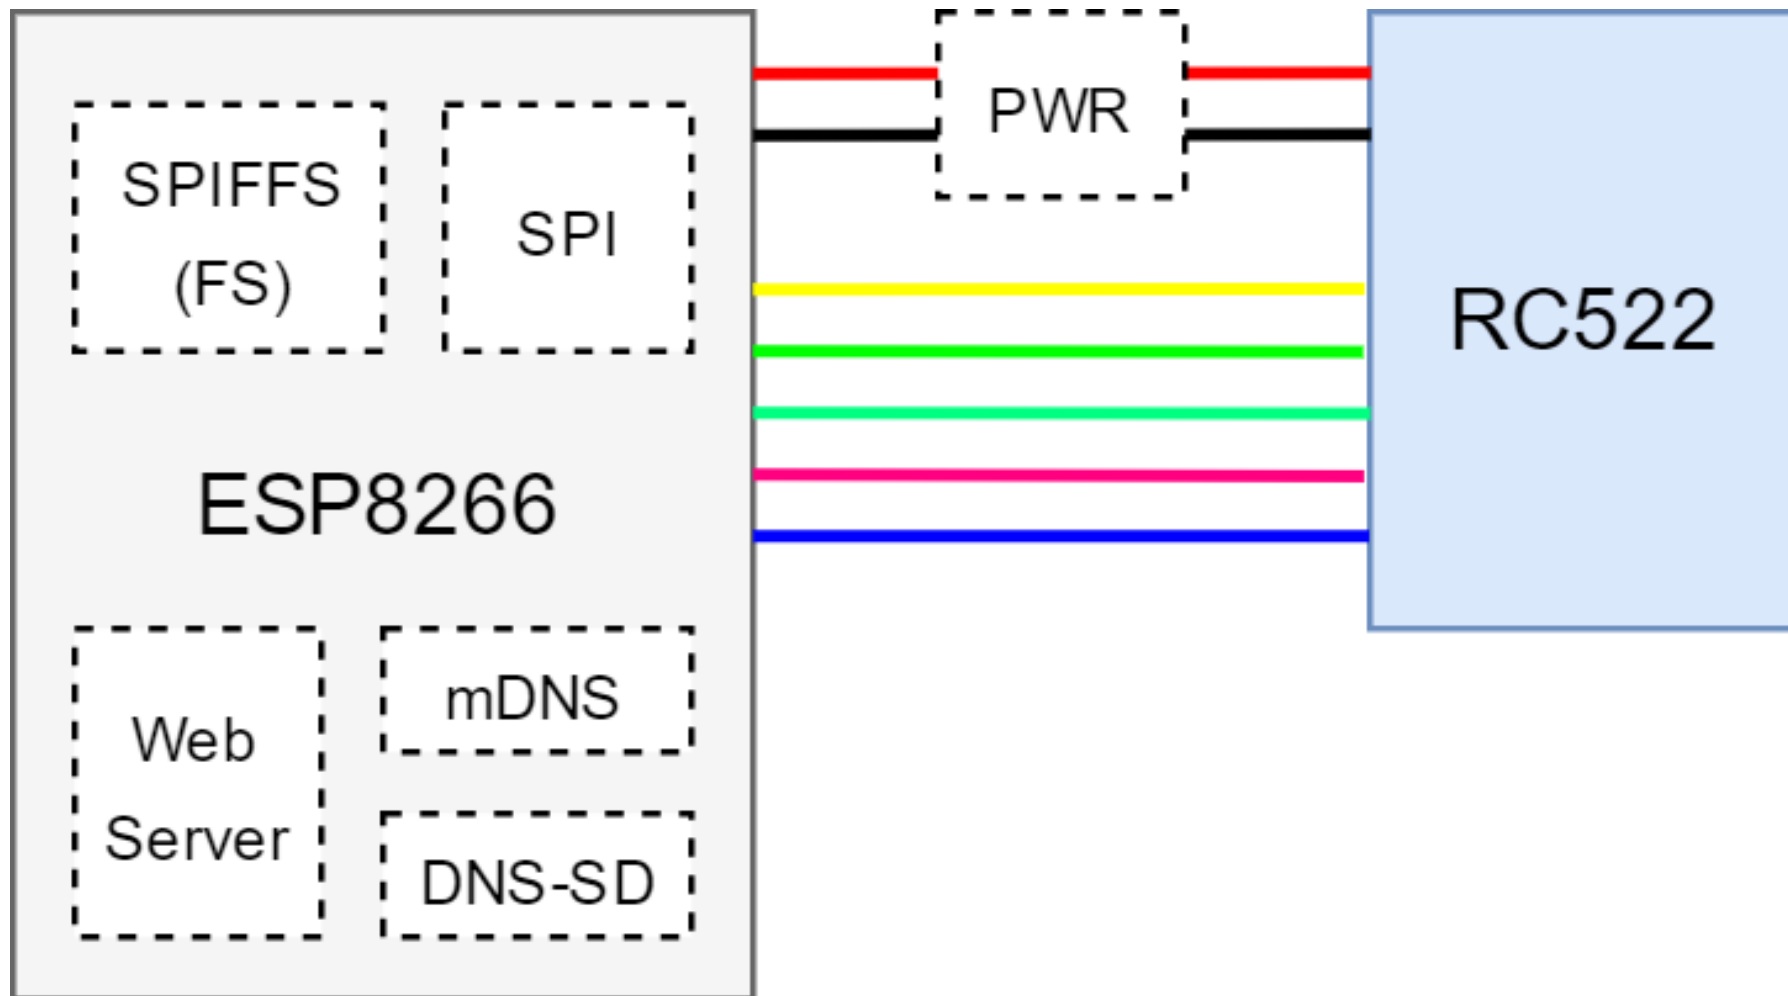 PWR
SPIFFS
(FS)
SPI
RC522
ESP8266
Web
Server
mDNS
DNS-SD